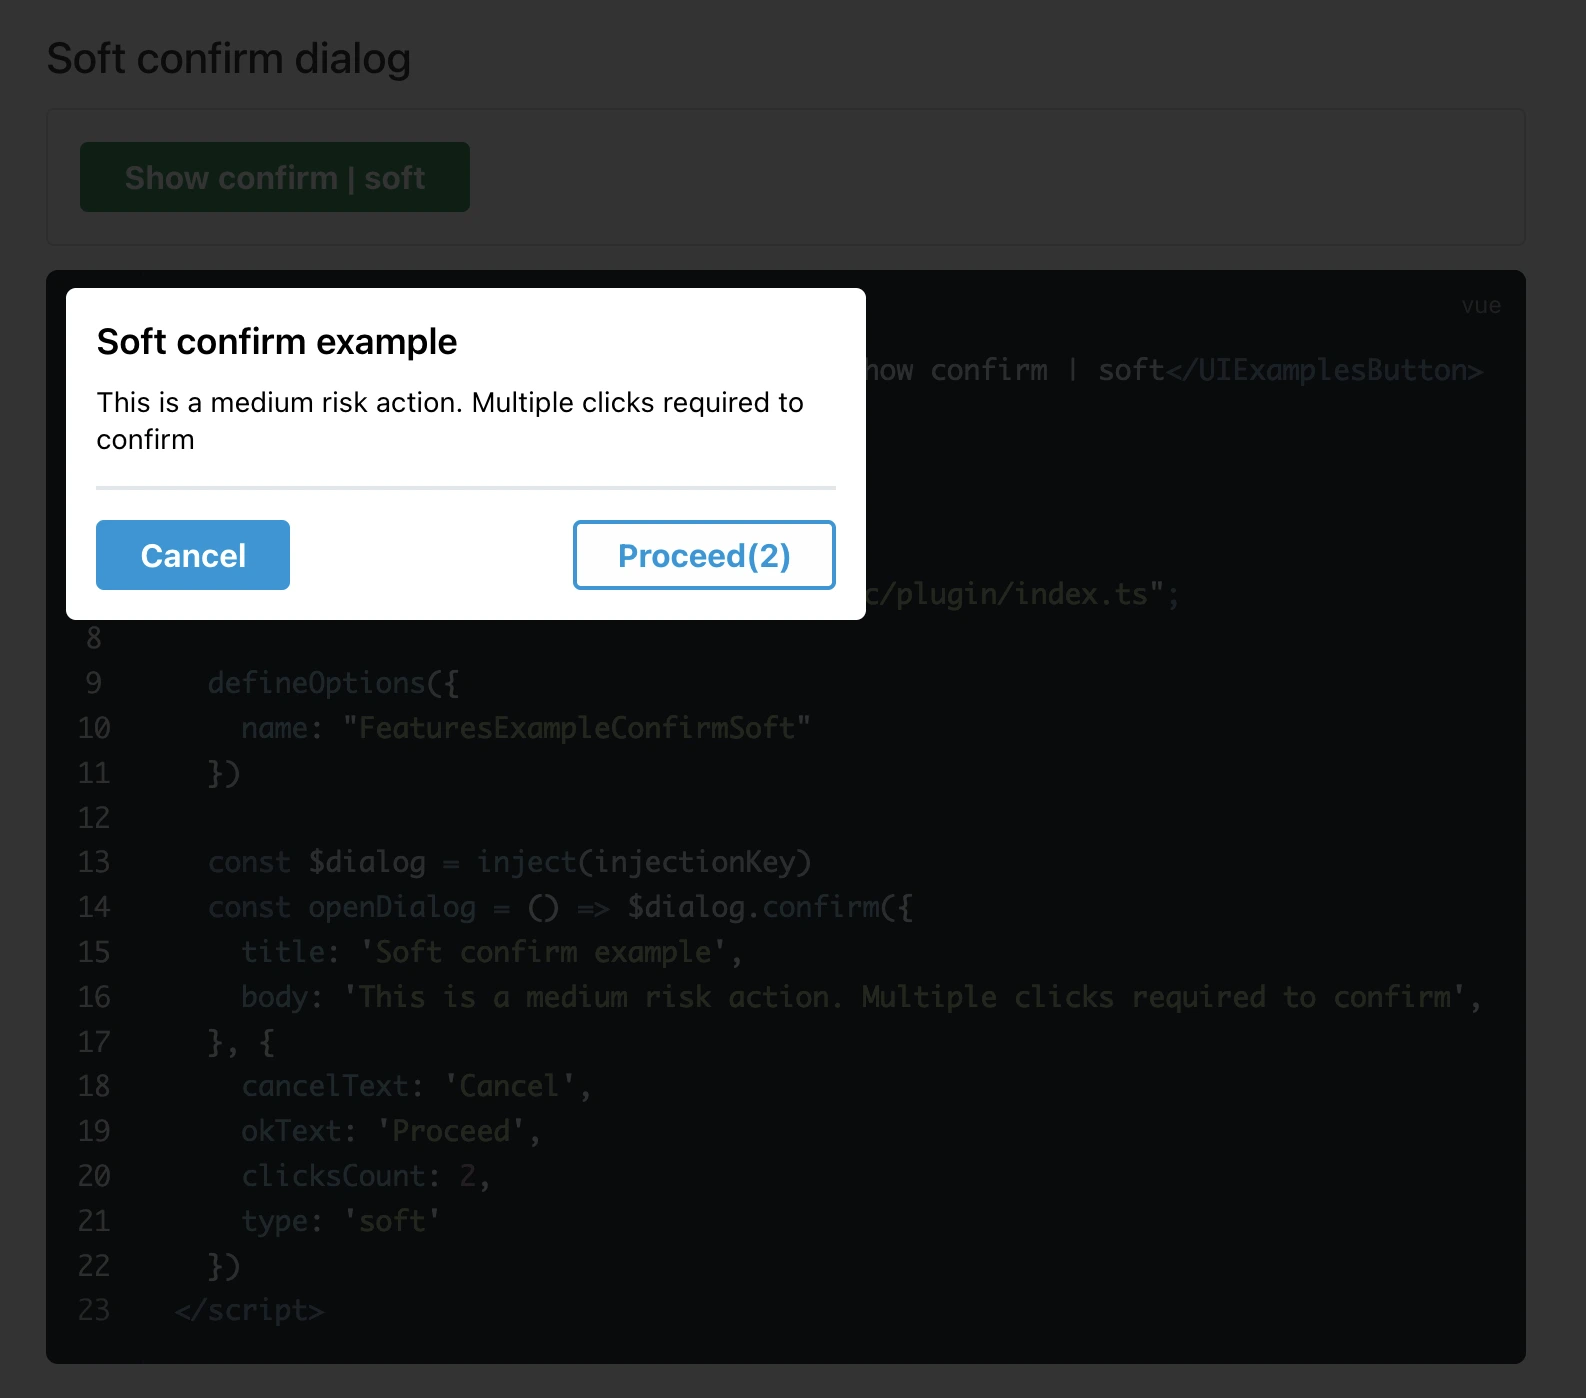 Soft confirm dialog
Show confirm | soft
vue
Soft confirm example
how confirm | soft</UIExamplesButton>
This is a medium risk action. Multiple clicks required to
confirm
Cancel
Proceed(2)
c/plugin/index.ts";
8
9 defineOptions({
10 name: "FeaturesExampleConfirmSoft"
11 })
12
13 const $dialog = inject(injectionKey)
14 const openDialog = () => $dialog.confirm({
15 title: 'Soft confirm example',
16 body: 'This is a medium risk action. Multiple clicks required to confirm',
17 }, {
18 cancelText: 'Cancel',
19 okText: 'Proceed',
20 clicksCount: 2,
21 type: 'soft'
22 })
23 </script>